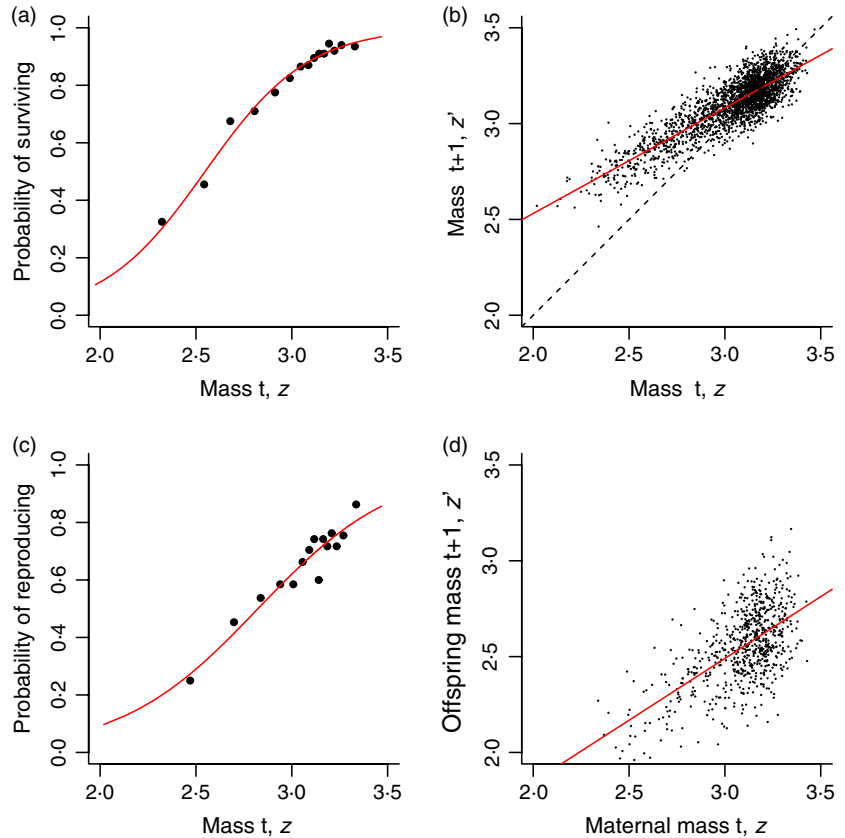 (a)
Probability of surviving
0·0 0·2 0·4 0·6 0·8 1·0
2·0 2·5 3·0 3·5
Mass t, z
(b)
Mass t+1, z'
2·0 2·5 3·0 3·5
2·0 2·5 3·0 3·5
Mass t, z
(c)
Probability of reproducing
0·0 0·2 0·4 0·6 0·8 1·0
2·0 2·5 3·0 3·5
Mass t, z
(d)
Offspring mass t+1, z'
2·0 2·5 3·0 3·5
2·0 2·5 3·0 3·5
Maternal mass t, z